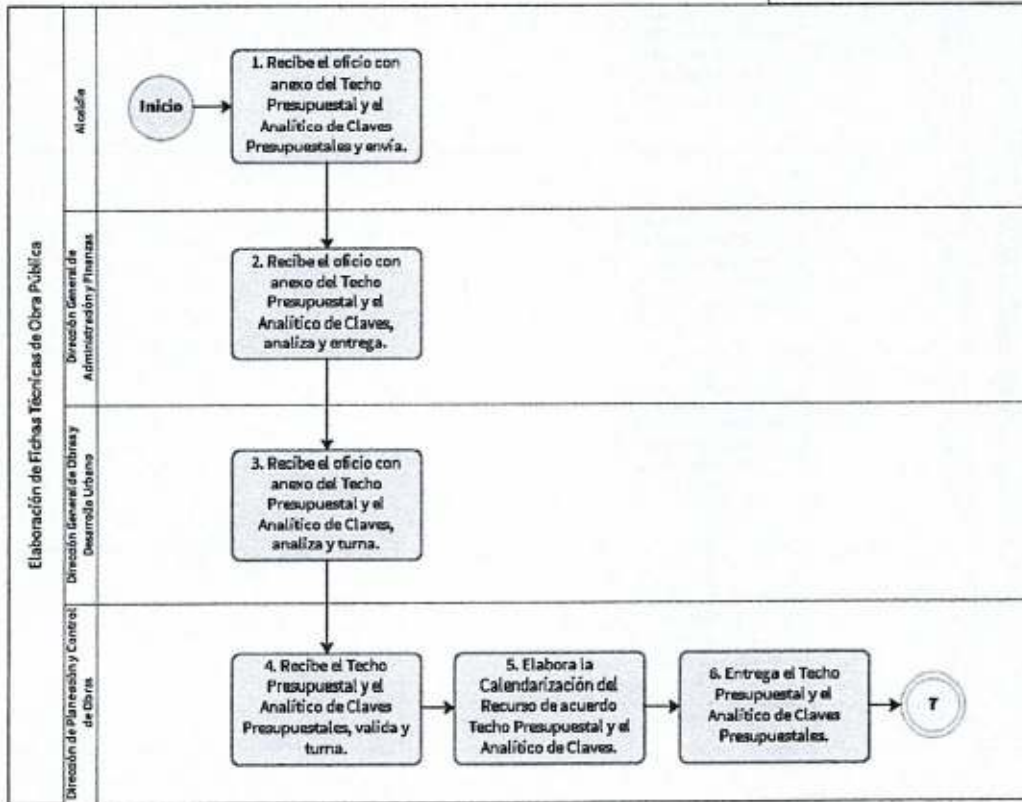 Elaboración de Fichas Técnicas de Obra Pública
Alcaldía
Inicio
1. Recibe el oficio con
anexo del Techo
Presupuestal y el
Analítico de Claves
Presupuestales y envía.
Dirección General de
Administración y Finanzas
2. Recibe el oficio con
anexo del Techo
Presupuestal y el
Analítico de Claves,
analiza y entrega.
Dirección General de Obras y
Desarrollo Urbano
3. Recibe el oficio con
anexo del Techo
Presupuestal y el
Analítico de Claves,
analiza y turna.
Dirección de Planeación y Control
de Obras
4. Recibe el Techo
Presupuestal y el
Analítico de Claves
Presupuestales, valida y
turna.
5. Elabora la
Calendarización del
Recurso de acuerdo
Techo Presupuestal y el
Analítico de Claves.
6. Entrega el Techo
Presupuestal y el
Analítico de Claves
Presupuestales.
7